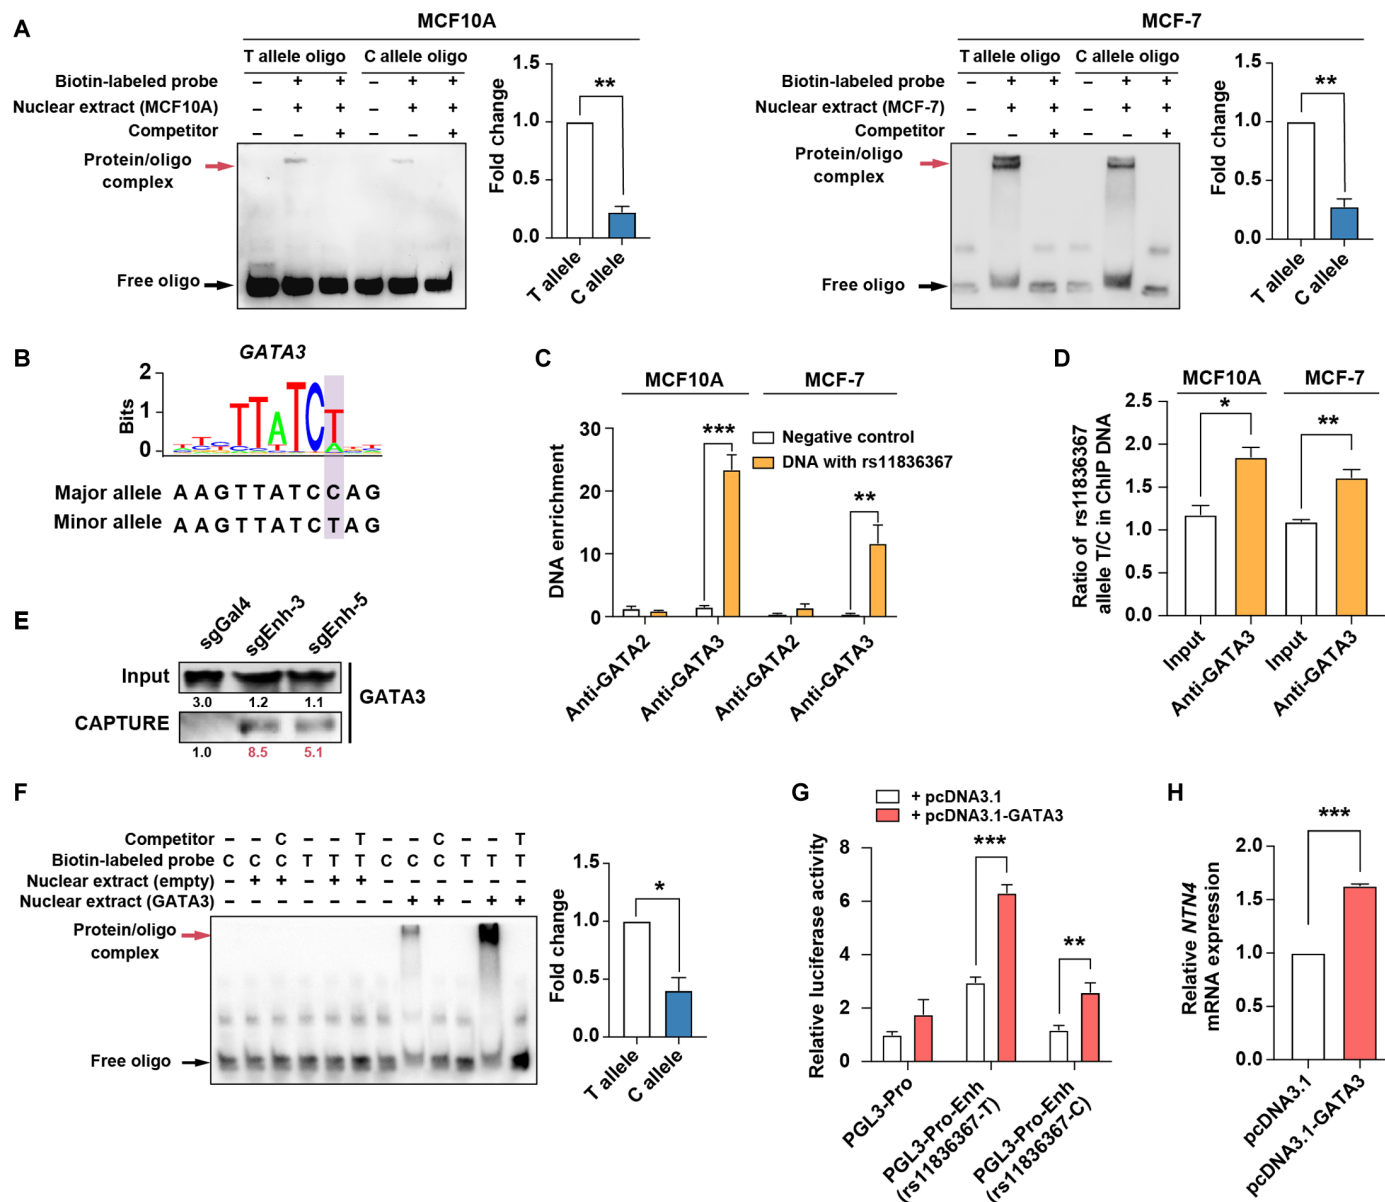 A
MCF10A
T allele oligo C allele oligo
Biotin-labeled probe – + + – + +
Nuclear extract (MCF10A) – + + – + +
Competitor – – + – – +
Protein/oligo
complex
Free oligo
Fold change
1.5
1.0
0.5
0.0
**
T allele
C allele
MCF-7
T allele oligo C allele oligo
Biotin-labeled probe – + + – + +
Nuclear extract (MCF-7) – + + – + +
Competitor – – + – – +
Protein/oligo
complex
Free oligo
Fold change
1.5
1.0
0.5
0.0
**
T allele
C allele
B
GATA3
Bits
2
1
0
TTATCT
Major allele A A G T T A T C C A G
Minor allele A A G T T A T C T A G
C
MCF10A MCF-7
DNA enrichment
30
20
10
0
***
**
Negative control
DNA with rs11836367
Anti-GATA2
Anti-GATA3
Anti-GATA2
Anti-GATA3
D
MCF10A MCF-7
Ratio of rs11836367
allele T/C in ChIP DNA
2.5
2.0
1.5
1.0
0.5
0.0
*
**
Input
Anti-GATA3
Input
Anti-GATA3
E
sgGal4
sgEnh-3
sgEnh-5
Input
3.0 1.2 1.1
CAPTURE
1.0 8.5 5.1
GATA3
F
Competitor – – C – – T – – C – – T
Biotin-labeled probe C C C T T T C C C T T T
Nuclear extract (empty) – + + – + + – – – – – –
Nuclear extract (GATA3) – – – – – – – + + – + +
Protein/oligo
complex
Free oligo
Fold change
1.5
1.0
0.5
0.0
*
T allele
C allele
G
+ pcDNA3.1
+ pcDNA3.1-GATA3
Relative luciferase activity
8
6
4
2
0
***
**
PGL3-Pro
PGL3-Pro-Enh
(rs11836367-T)
PGL3-Pro-Enh
(rs11836367-C)
H
Relative NTN4
mRNA expression
2.0
1.5
1.0
0.5
0.0
***
pcDNA3.1
pcDNA3.1-GATA3